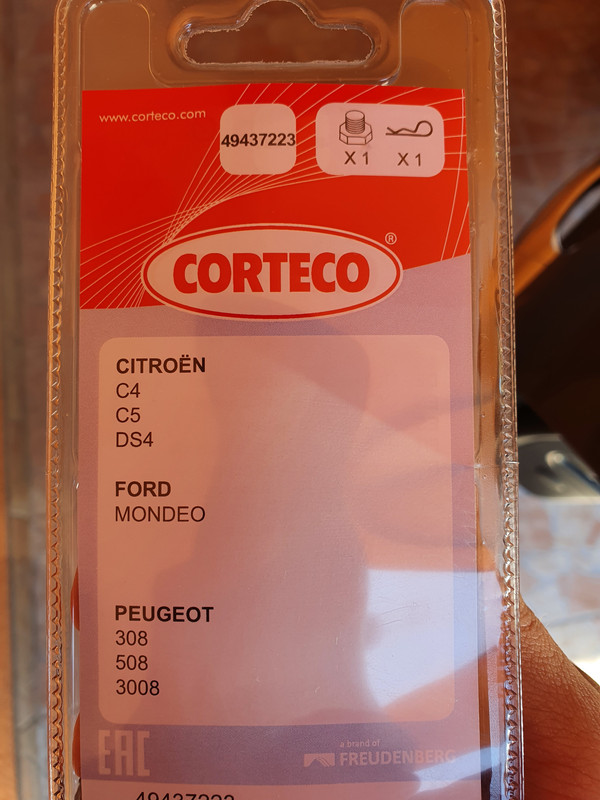 www.corteco.com
49437223
X 1 X 1
CORTECO®
CITROËN
C4
C5
DS4
FORD
MONDEO
PEUGEOT
308
508
3008
EAC
a brand of
FREUDENBERG
49437223